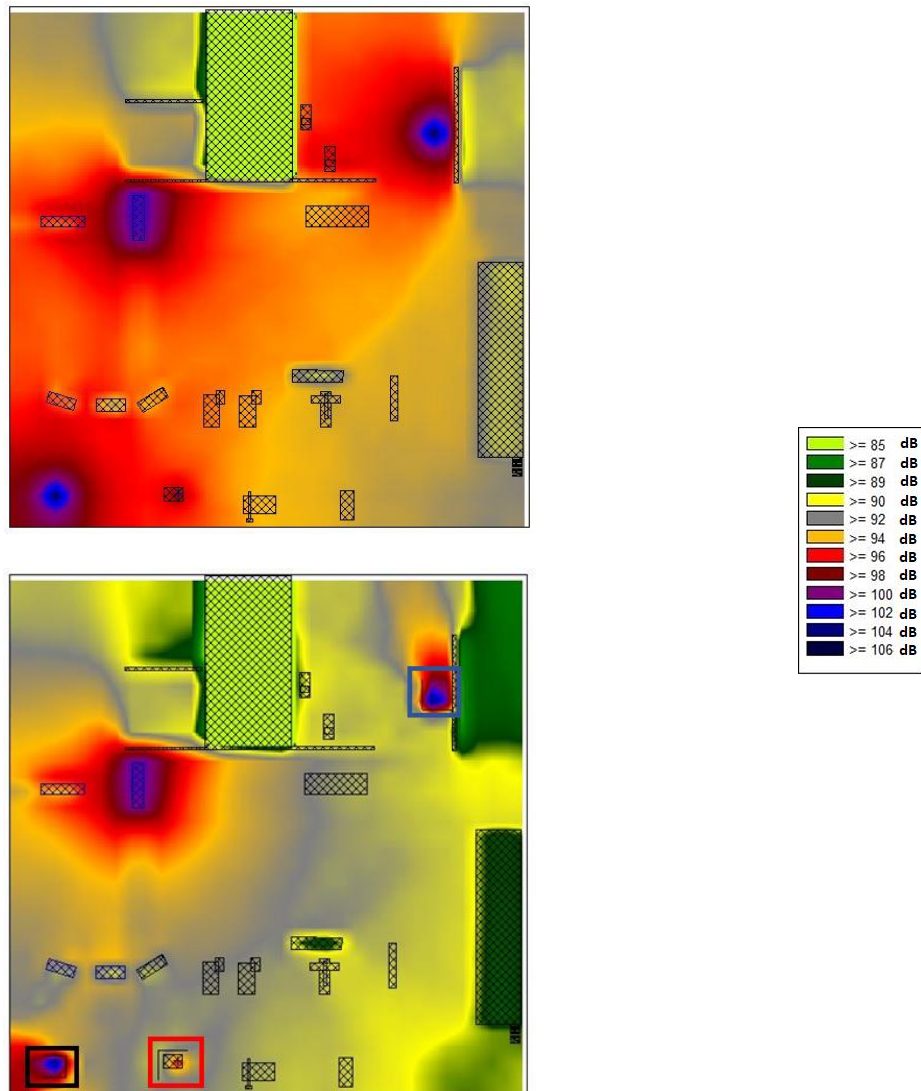 >= 85 dB
>= 87 dB
>= 89 dB
>= 90 dB
>= 92 dB
>= 94 dB
>= 96 dB
>= 98 dB
>= 100 dB
>= 102 dB
>= 104 dB
>= 106 dB